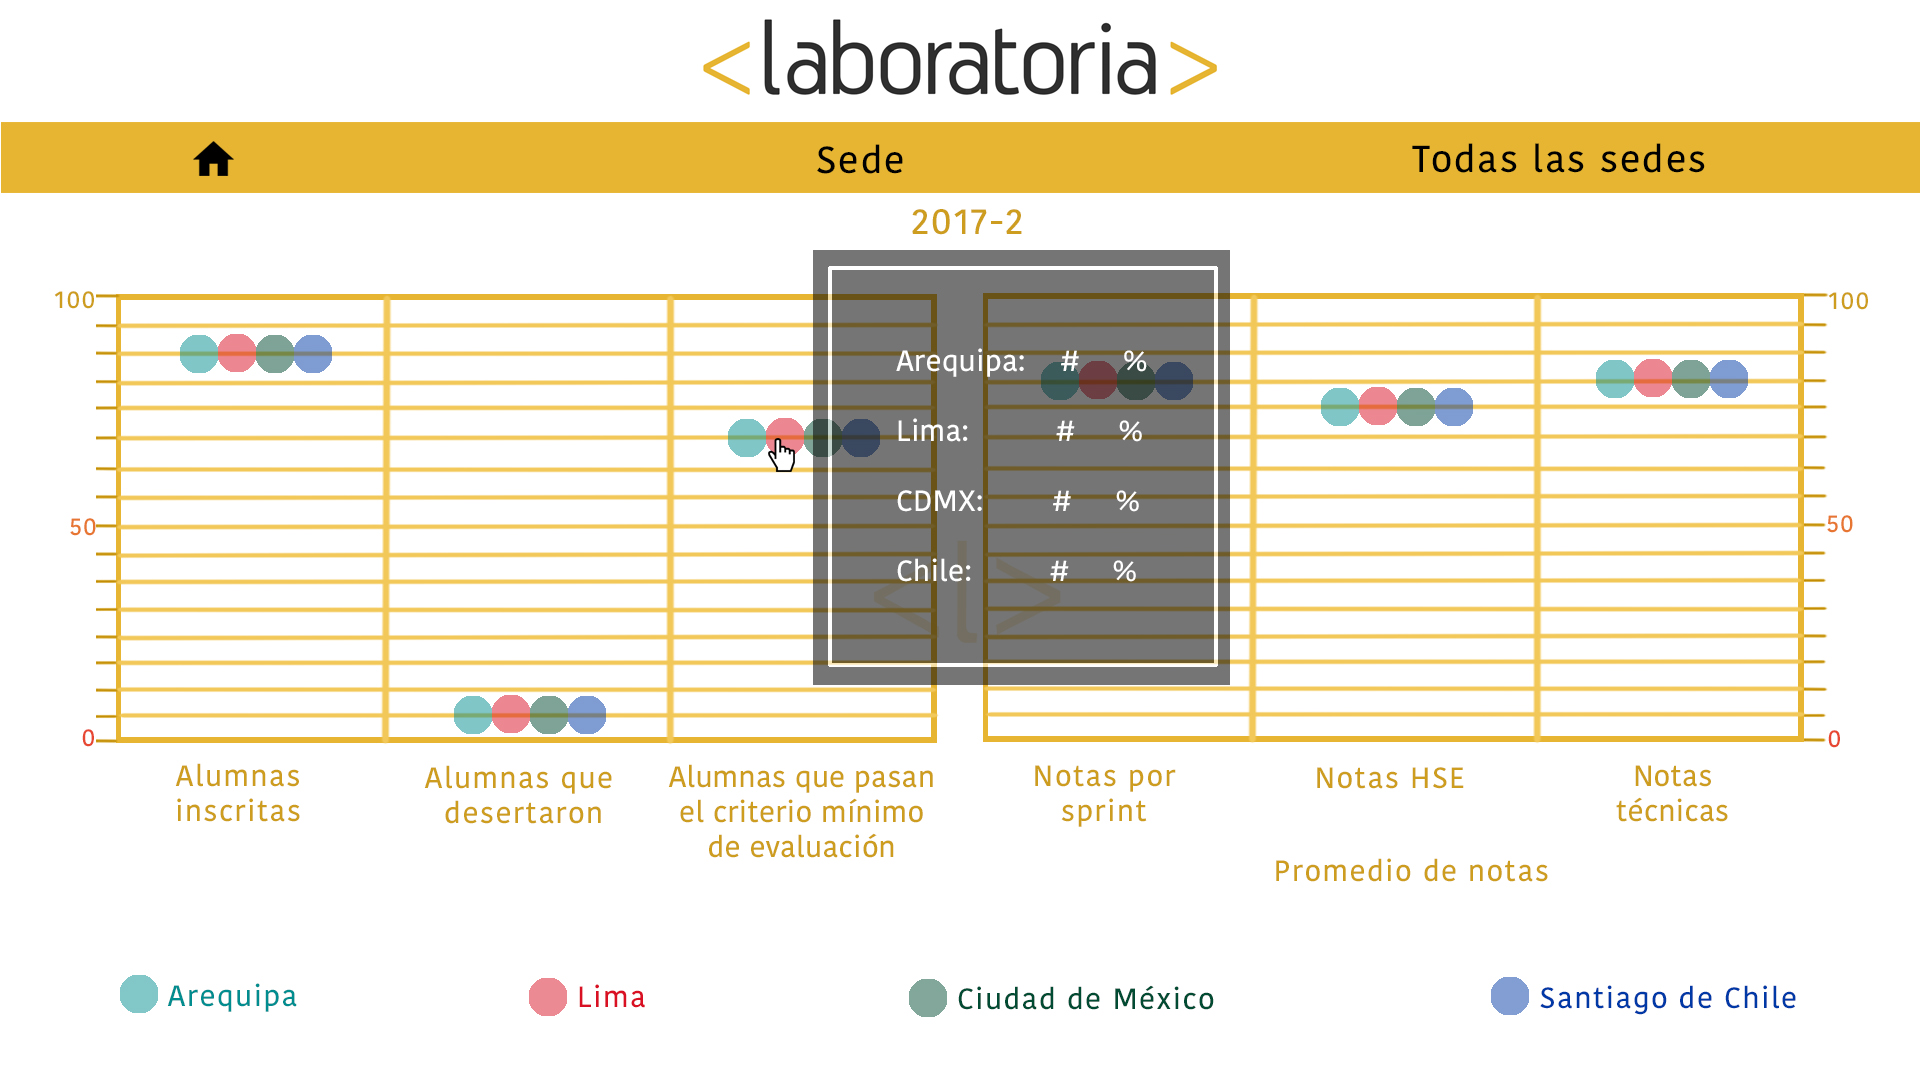 <laboratoria>
Sede
Todas las sedes
2017-2
100
50
0
100
50
0
Arequipa: # %
Lima: # %
CDMX: # %
Chile: # %
<l>
Alumnas
inscritas
Alumnas que
desertaron
Alumnas que pasan
el criterio mínimo
de evaluación
Notas por
sprint
Notas HSE
Notas
técnicas
Promedio de notas
Arequipa
Lima
Ciudad de México
Santiago de Chile